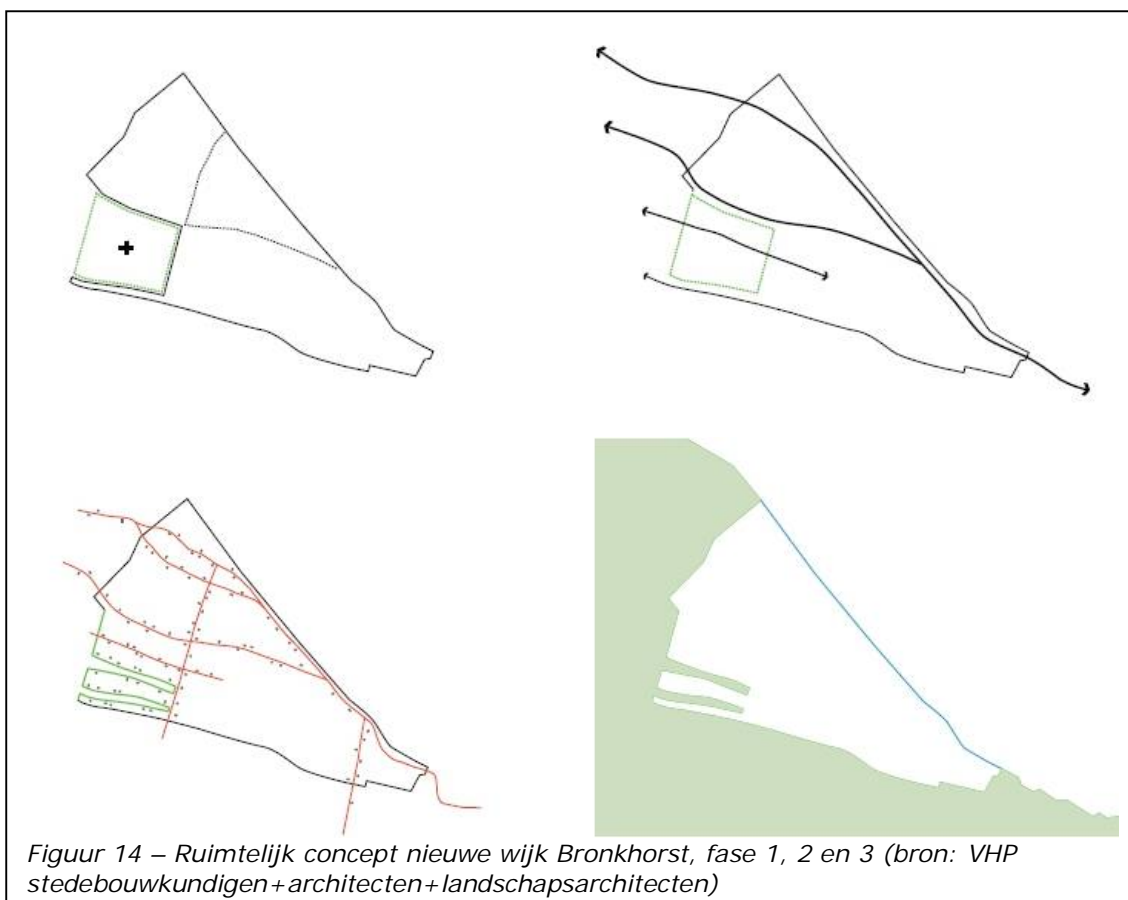 Figuur 14 – Ruimtelijk concept nieuwe wijk Bronkhorst, fase 1, 2 en 3 (bron: VHP
stedebouwkundigen+architecten+landschapsarchitecten)